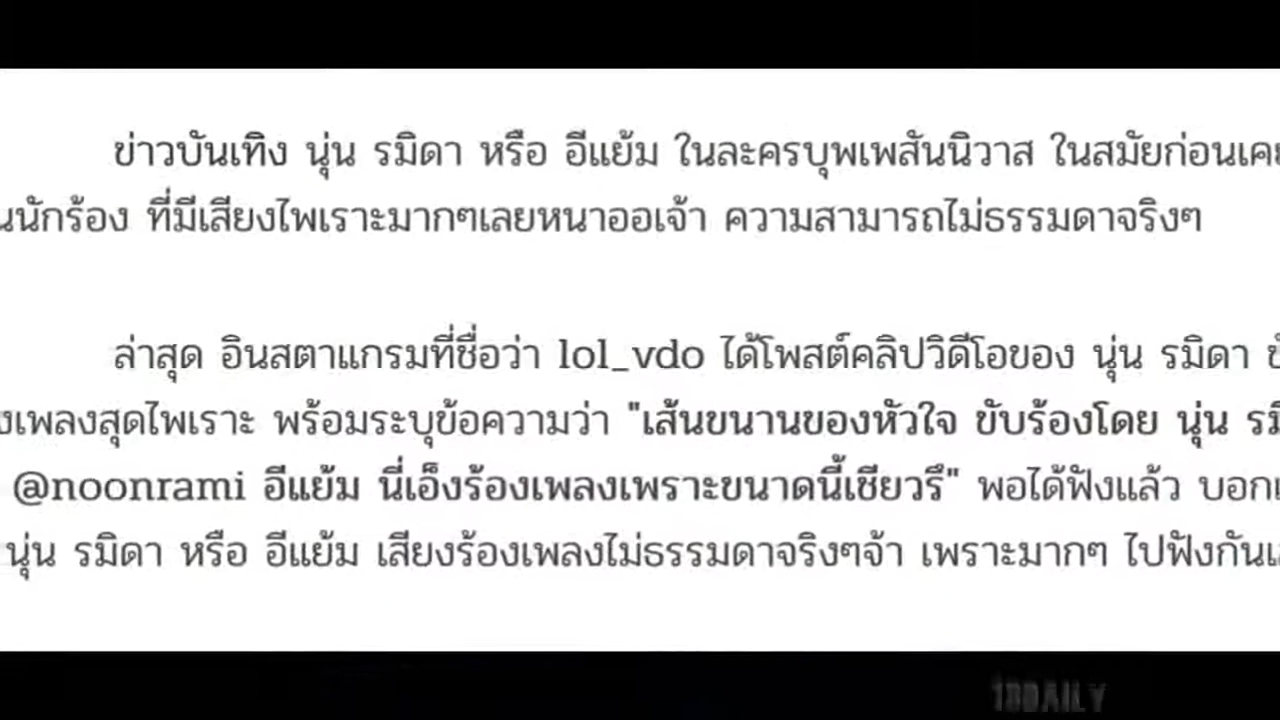 ข่าวบันเทิง นุ่น รมิดา หรือ อีแย้ม ในละครบุพเพสันนิวาส ในสมัยก่อนเคย
นนักร้อง ที่มีเสียงไพเราะมากๆเลยหนาออเจ้า ความสามารถไม่ธรรมดาจริงๆ
ล่าสุด อินสตาแกรมที่ชื่อว่า lol_vdo ได้โพสต์คลิปวิดีโอของ นุ่น รมิดา
งเพลงสุดไพเราะ พร้อมระบุข้อความว่า "เส้นขนานของหัวใจ ขับร้องโดย นุ่น รมิ
@noonrami อีแย้ม นี่เอ็งร้องเพลงเพราะขนาดนี้เชียวรึ" พอได้ฟังแล้ว บอก
นุ่น รมิดา หรือ อีแย้ม เสียงร้องเพลงไม่ธรรมดาจริงๆจ้า เพราะมากๆ ไปฟังกัน